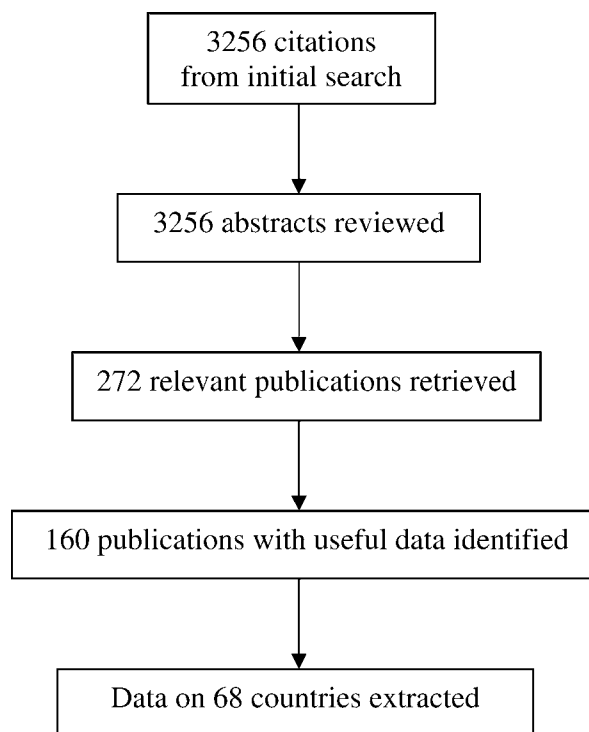 3256 citations
from initial search
3256 abstracts reviewed
272 relevant publications retrieved
160 publications with useful data identified
Data on 68 countries extracted